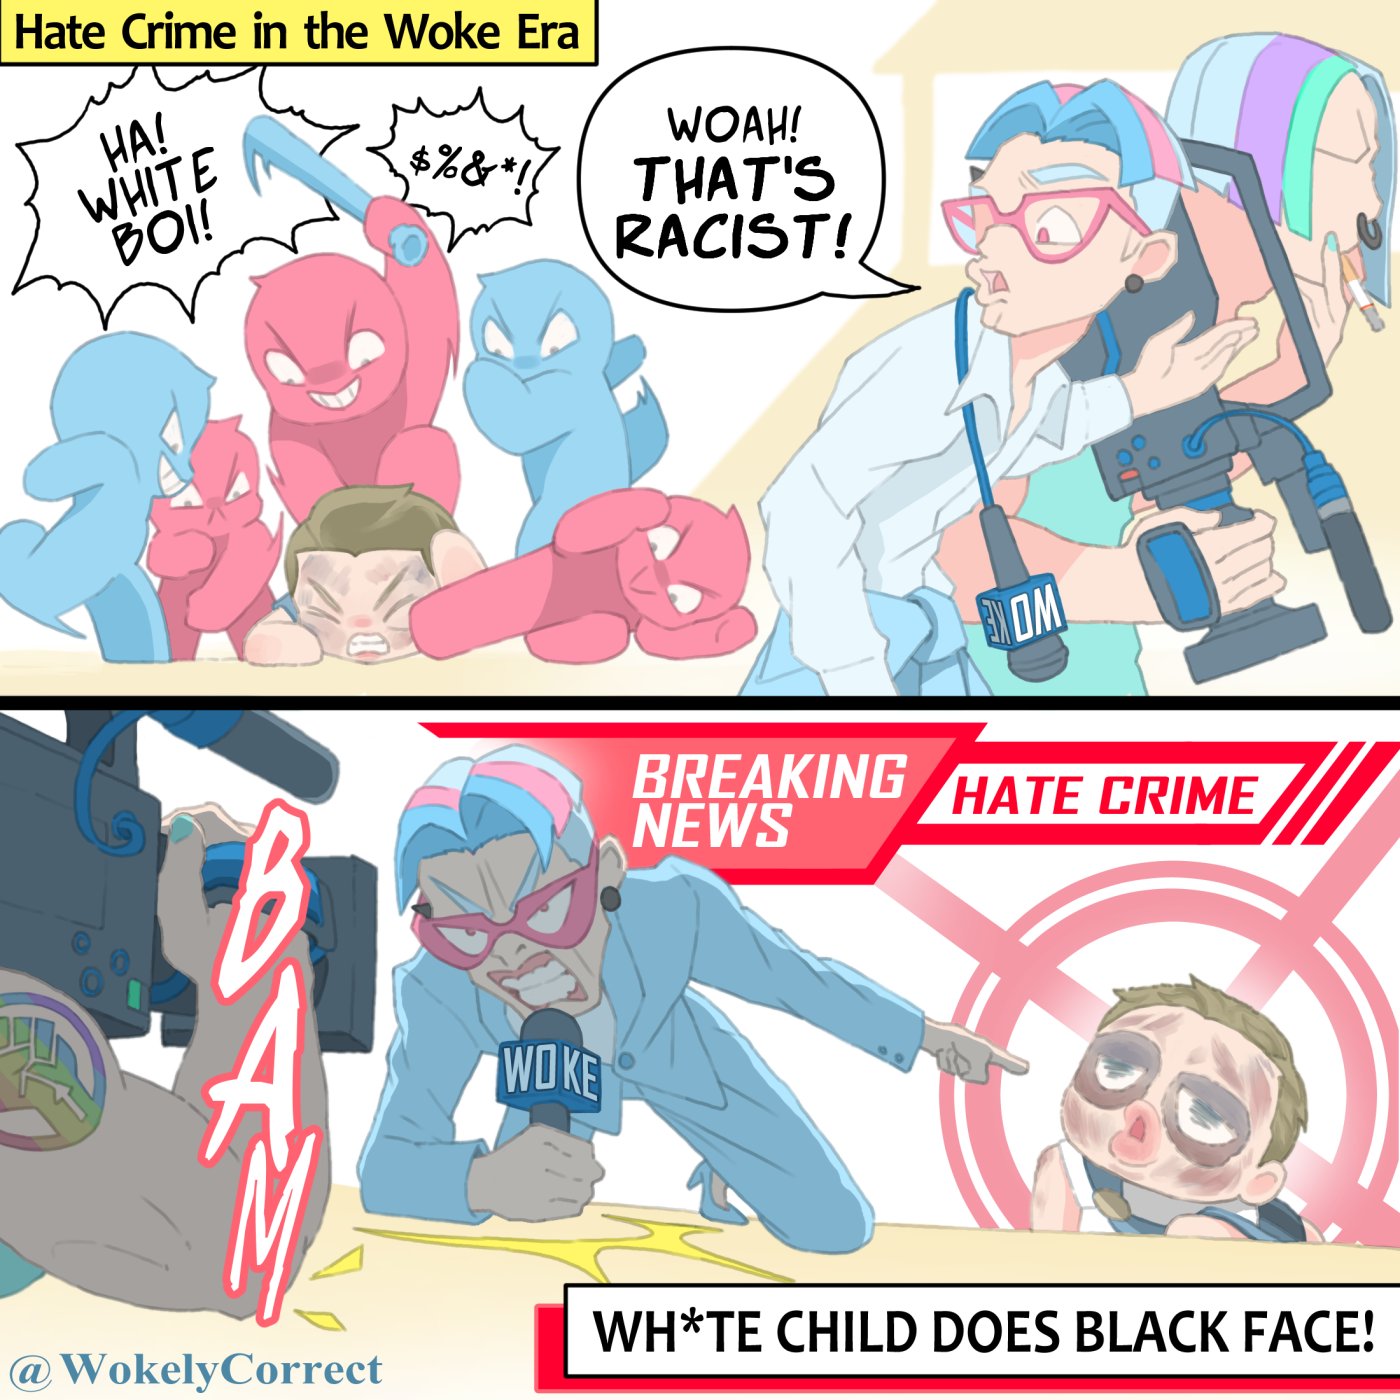 Hate Crime in the Woke Era
HA!
WHITE
BOI!
$%&*!
WOAH!
THAT'S
RACIST!
WOKE
BREAKING
NEWS
HATE CRIME
BAM
WOKE
WH*TE CHILD DOES BLACK FACE!
@WokelyCorrect